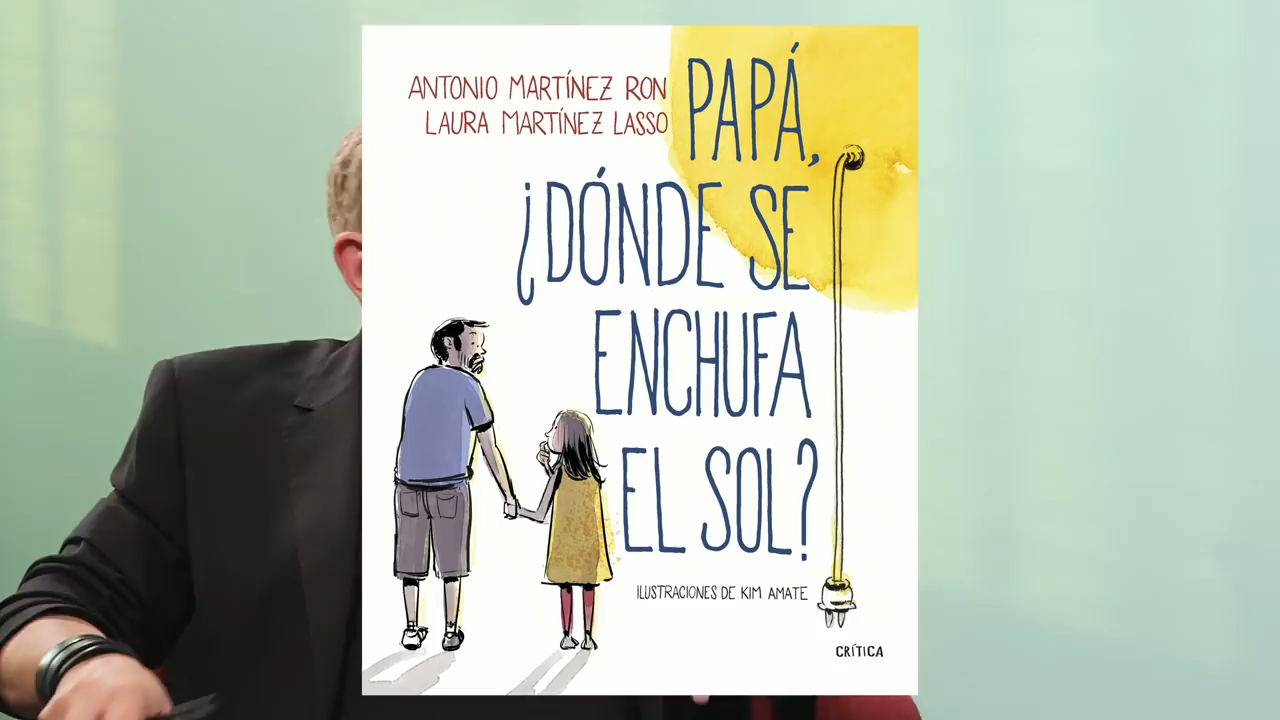 ANTONIO MARTÍNEZ RON
LAURA MARTÍNEZ LASSO
PAPÁ,
¿DÓNDE SE
ENCHUFA
EL SOL?
ILUSTRACIONES DE KIM AMATE
CRÍTICA